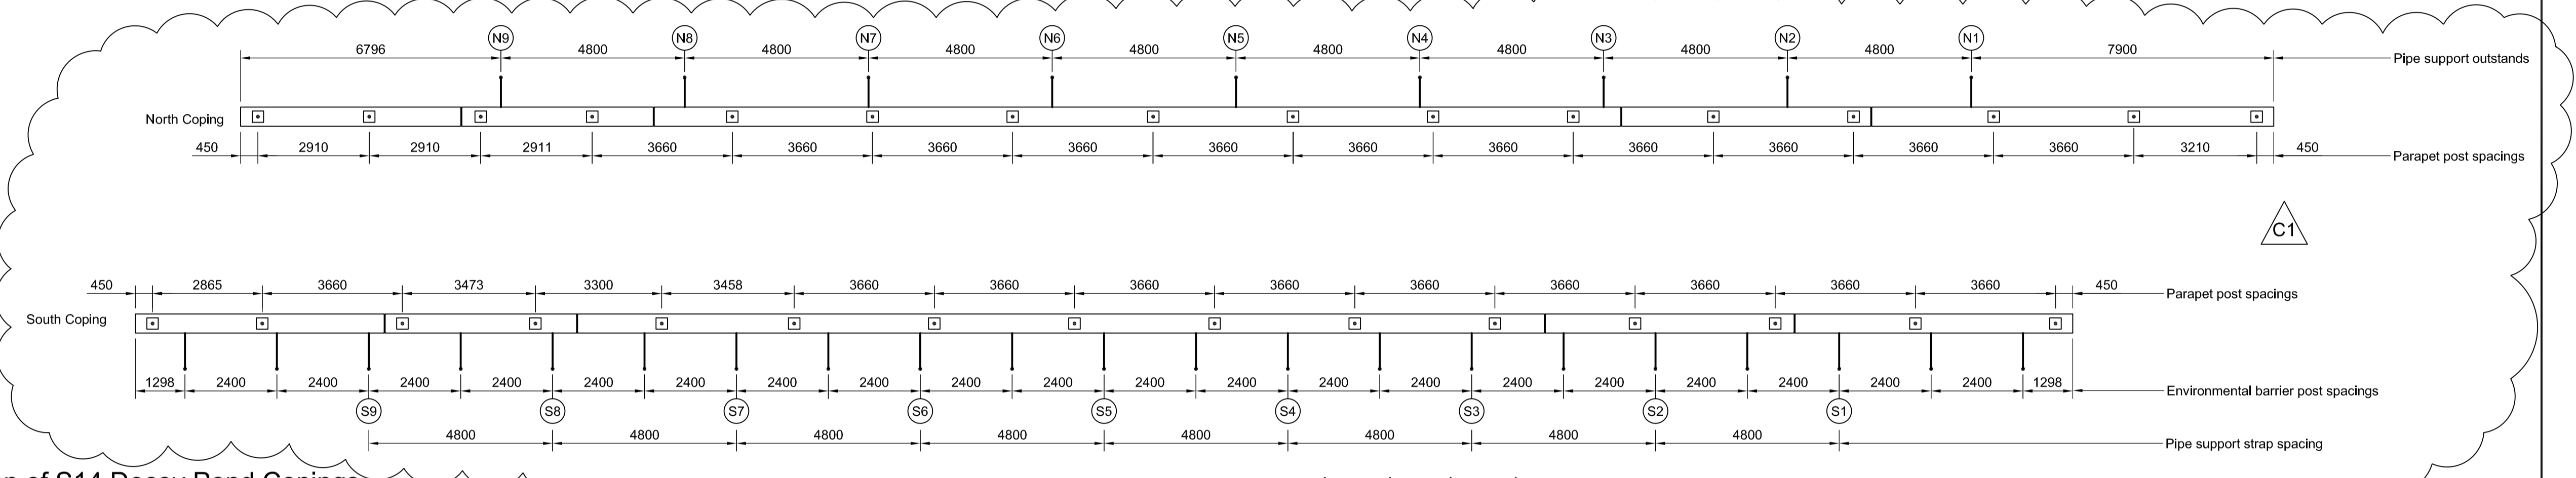 N9 N8 N7 N6 N5 N4 N3 N2 N1
6796 4800 4800 4800 4800 4800 4800 4800 4800 7900 Pipe support outstands
North Coping
450 2910 2910 2911 3660 3660 3660 3660 3660 3660 3660 3660 3660 3660 3660 3210 450 Parapet post spacings
C1
450 2865 3660 3473 3300 3458 3660 3660 3660 3660 3660 3660 3660 3660 3660 450 Parapet post spacings
South Coping
1298 2400 2400 2400 2400 2400 2400 2400 2400 2400 2400 2400 2400 2400 2400 2400 2400 2400 2400 2400 2400 1298 Environmental barrier post spacings
S9 S8 S7 S6 S5 S4 S3 S2 S1
4800 4800 4800 4800 4800 4800 4800 4800 Pipe support strap spacing